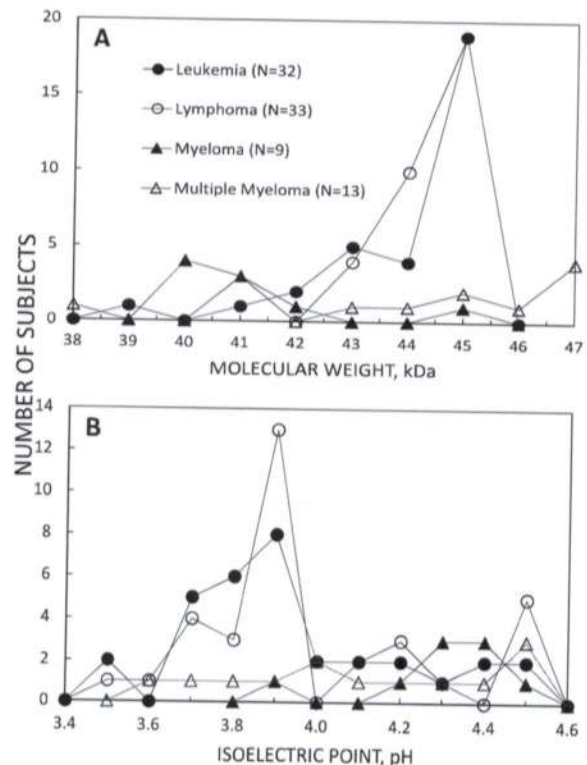 A
20
15
10
5
0
Leukemia (N=32)
Lymphoma (N=33)
Myeloma (N=9)
Multiple Myeloma (N=13)
38 39 40 41 42 43 44 45 46 47
MOLECULAR WEIGHT, kDa
NUMBER OF SUBJECTS
B
14
12
10
8
6
4
2
0
3.4 3.6 3.8 4.0 4.2 4.4 4.6
ISOELECTRIC POINT, pH